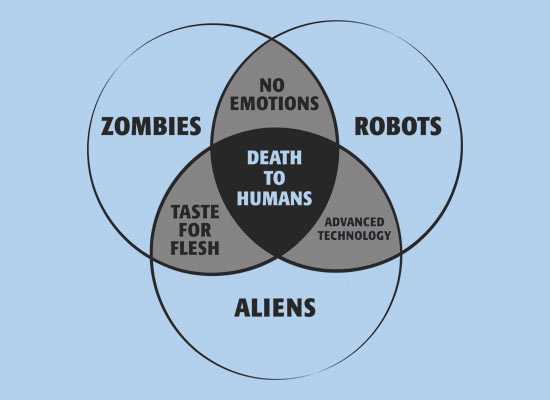 NO
EMOTIONS
ZOMBIES
ROBOTS
DEATH
TO
HUMANS
TASTE
FOR
FLESH
ADVANCED
TECHNOLOGY
ALIENS